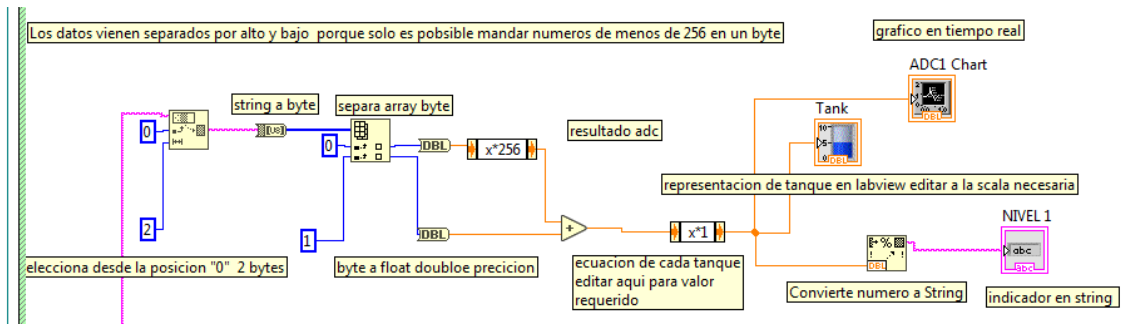 Los datos vienen separados por alto y bajo  porque solo es pobsible mandar numeros de menos de 256 en un byte
grafico en tiempo real
ADC1 Chart
DBL
string a byte
separa array byte
Tank
10-
5-
0
DBL
resultado adc
0
[U8]
0
DBL
x*256
representacion de tanque en labview editar a la scala necesaria
2
1
DBL
+
x*1
DBL
NIVEL 1
abc
abc
elecciona desde la posicion "0"  2 bytes
byte a float doubloe precicion
ecuacion de cada tanque
editar aqui para valor
requerido
Convierte numero a String
indicador en string